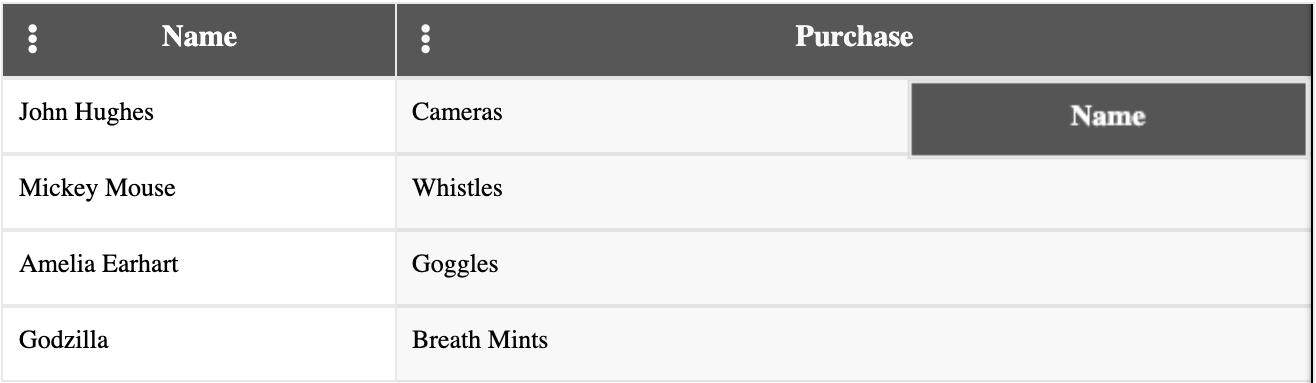 Name Purchase
John Hughes Cameras Name
Mickey Mouse Whistles
Amelia Earhart Goggles
Godzilla Breath Mints